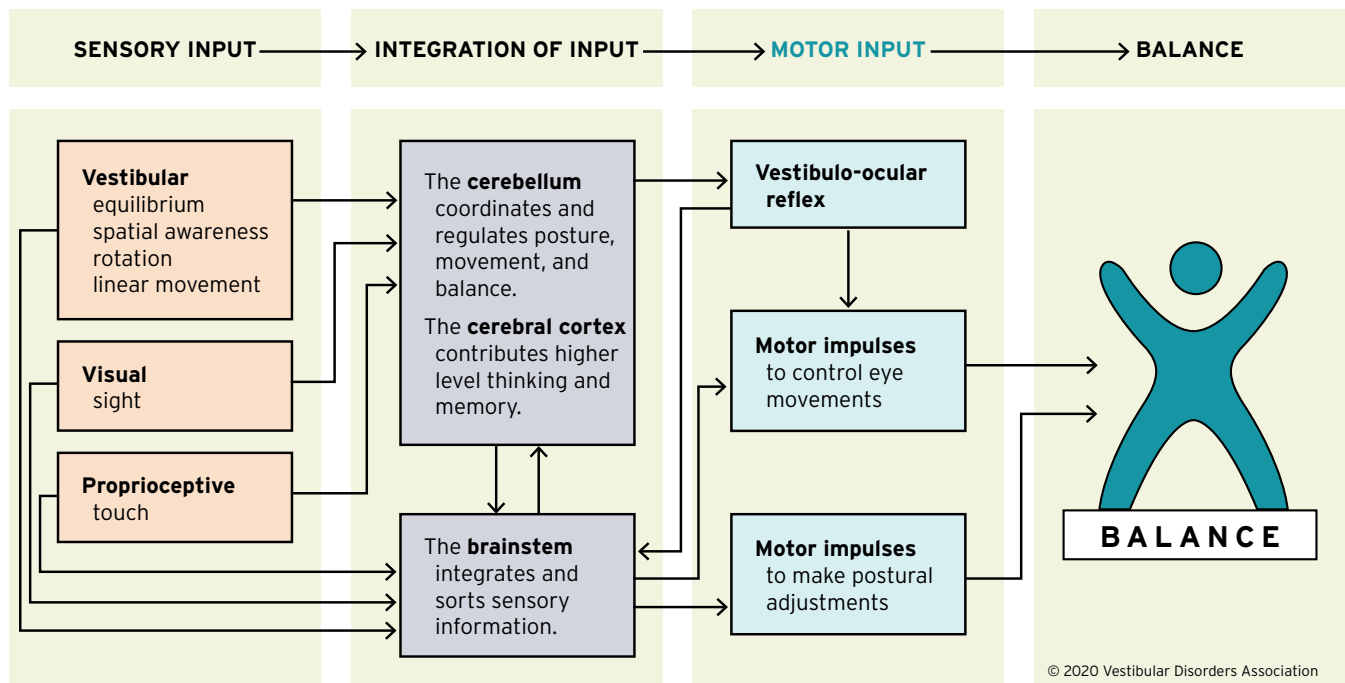 SENSORY INPUT
INTEGRATION OF INPUT
MOTOR INPUT
BALANCE
Vestibular
equilibrium
spatial awareness
rotation
linear movement
Visual
sight
Proprioceptive
touch
The cerebellum
coordinates and
regulates posture,
movement, and
balance.
The cerebral cortex
contributes higher
level thinking and
memory.
The brainstem
integrates and
sorts sensory
information.
Vestibulo-ocular
reflex
Motor impulses
to control eye
movements
Motor impulses
to make postural
adjustments
BALANCE
© 2020 Vestibular Disorders Association